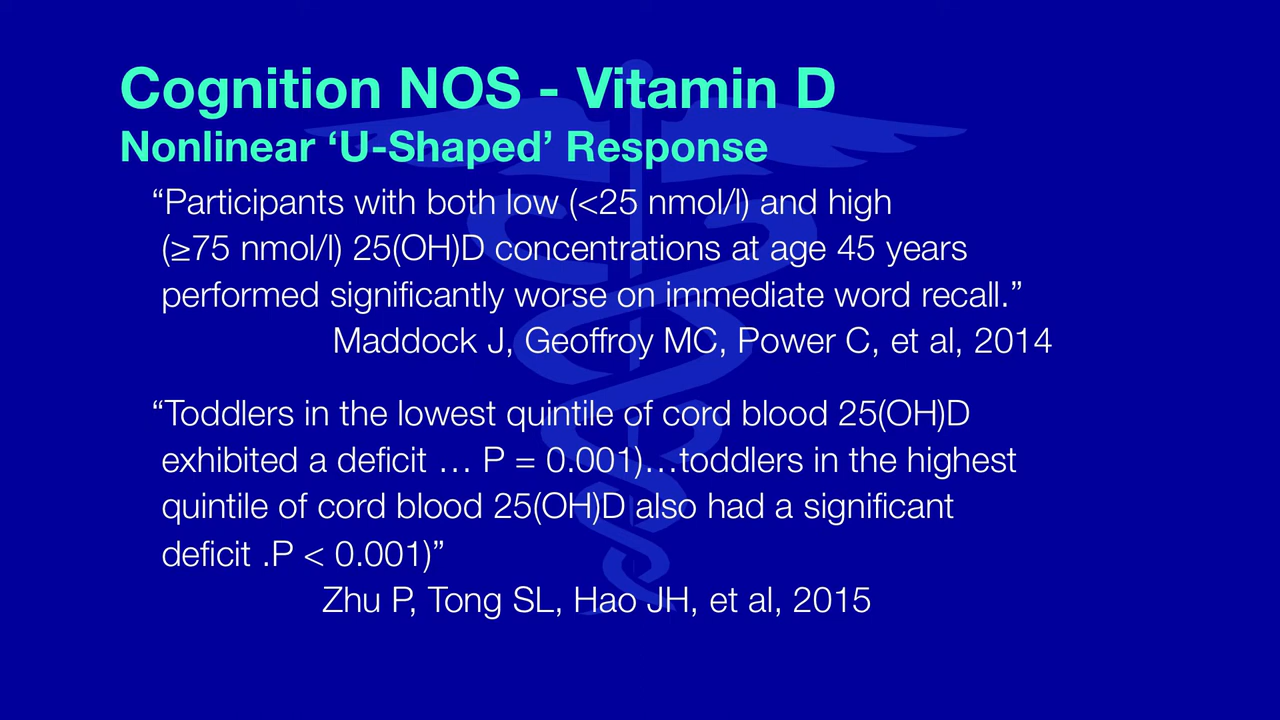 Cognition NOS - Vitamin D
Nonlinear ‘U-Shaped’ Response
“Participants with both low (<25 nmol/l) and high
(≥75 nmol/l) 25(OH)D concentrations at age 45 years
performed significantly worse on immediate word recall.”
Maddock J, Geoffroy MC, Power C, et al, 2014
“Toddlers in the lowest quintile of cord blood 25(OH)D
exhibited a deficit … P = 0.001)…toddlers in the highest
quintile of cord blood 25(OH)D also had a significant
deficit .P < 0.001)”
Zhu P, Tong SL, Hao JH, et al, 2015